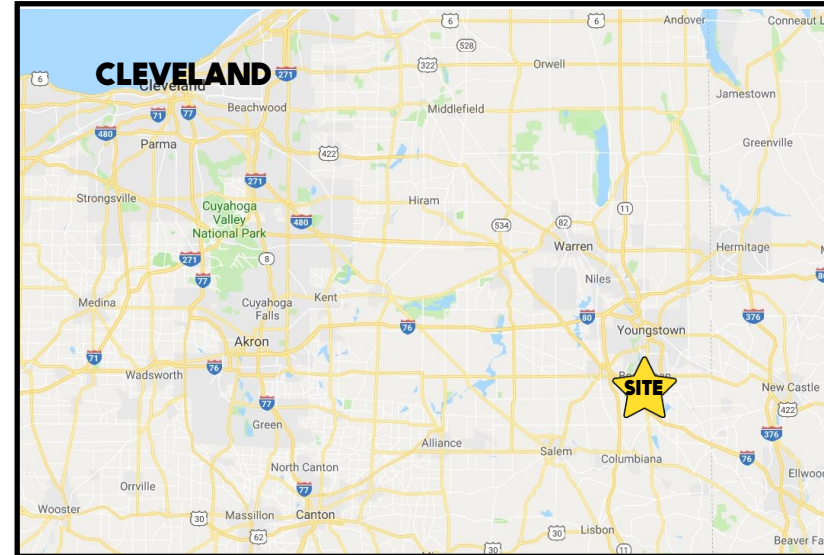 6
6
Andover
Conneaut L
528
322
Orwell
CLEVELAND
271
6
Cleveland
Jamestown
Beachwood
Middlefield
71
77
480
Parma
Greenville
422
271
Strongsville
Hiram
Cuyahoga
Valley
National Park
11
480
534
82
Warren
Hermitage
8
271
77
Niles
80
Medina
Cuyahoga
Falls
Kent
376
80
76
Youngstown
Akron
71
76
Wadsworth
SITE
New Castle
77
422
Green
376
Alliance
Salem
Columbiana
76
North Canton
Ellwoo
Orrville
77
Wooster
30
Massillon
Canton
62
30
Lisbon
Beaver Fa
30
11